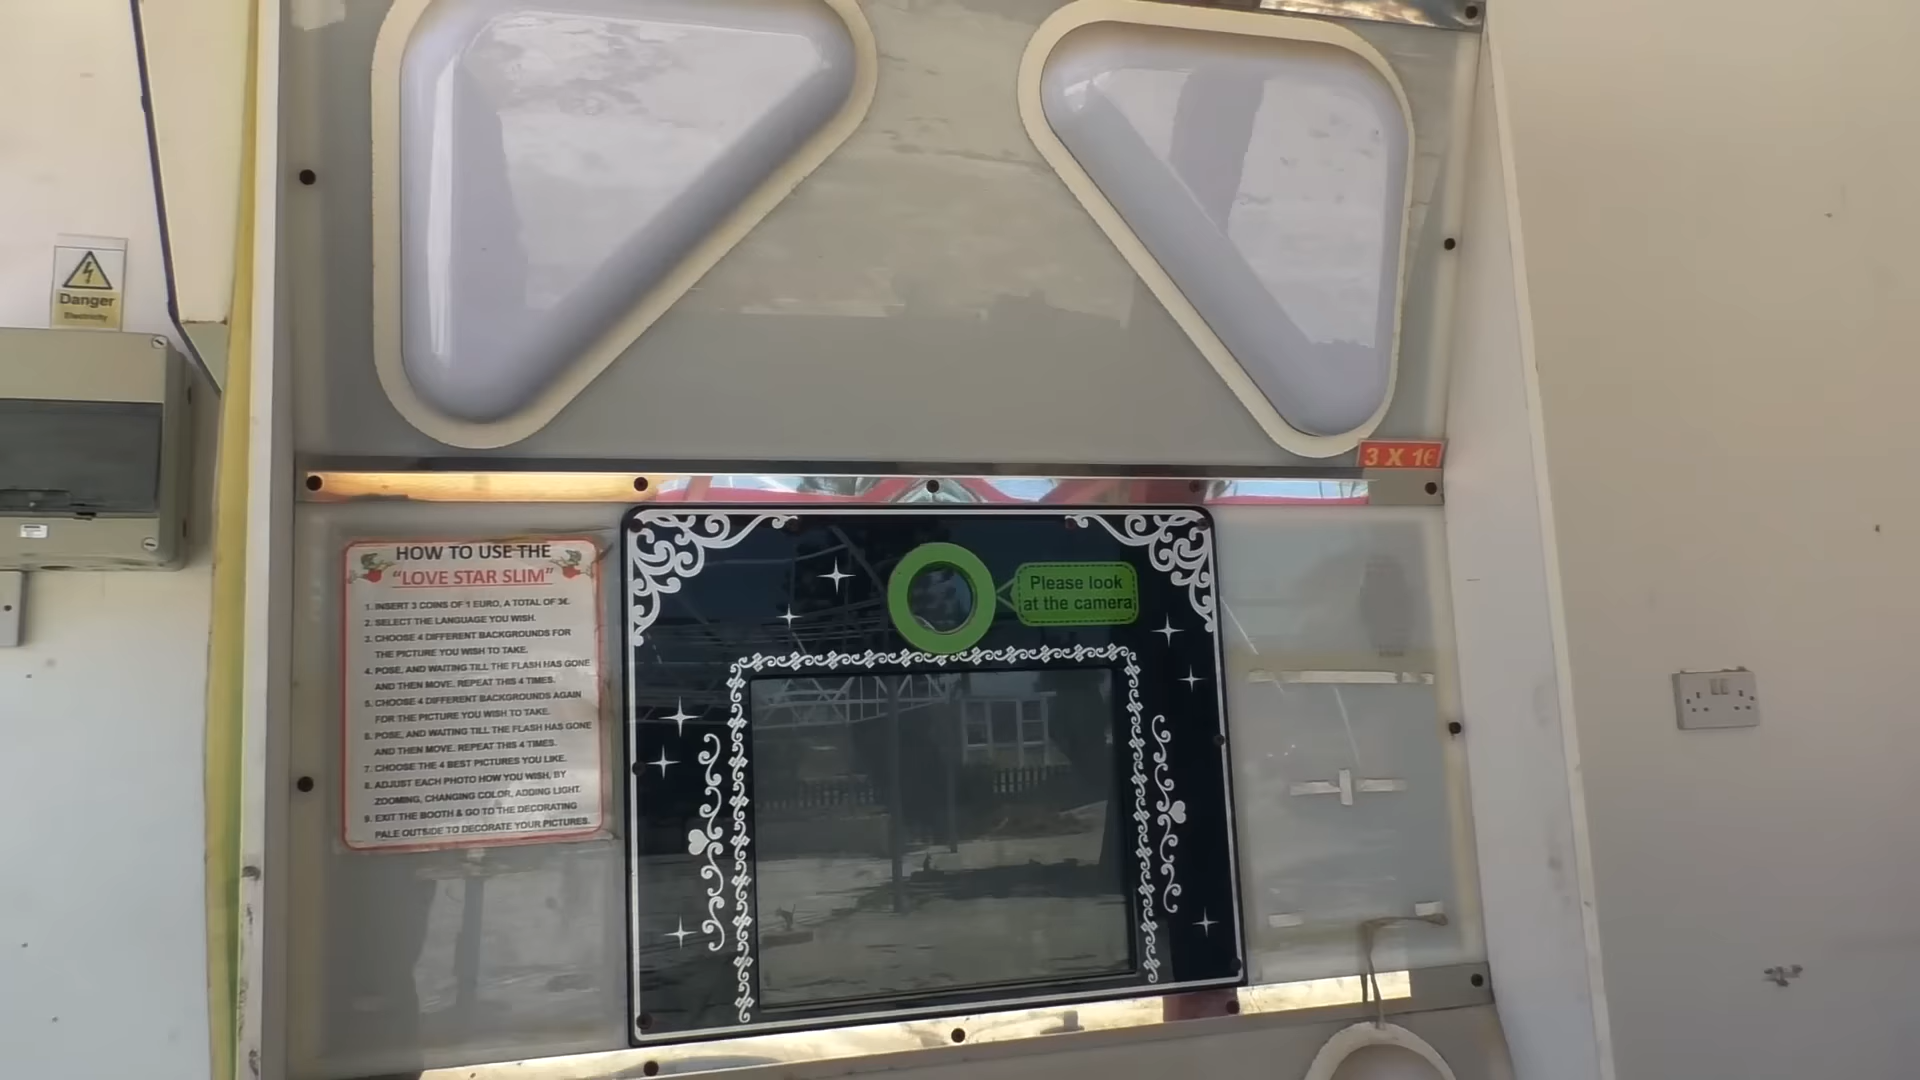 Danger
Electricity
3 X 1€
HOW TO USE THE
"LOVE STAR SLIM"
1. INSERT 3 COINS OF 1 EURO, A TOTAL OF 3€.
2. SELECT THE LANGUAGE YOU WISH.
3. CHOOSE 4 DIFFERENT BACKGROUNDS FOR
THE PICTURE YOU WISH TO TAKE.
4. POSE, AND WAITING TILL THE FLASH HAS GONE
AND THEN MOVE. REPEAT THIS 4 TIMES.
5. CHOOSE 4 DIFFERENT BACKGROUNDS AGAIN
FOR THE PICTURE YOU WISH TO TAKE.
6. POSE, AND WAITING TILL THE FLASH HAS GONE
AND THEN MOVE. REPEAT THIS 4 TIMES.
7. CHOOSE THE 4 BEST PICTURES YOU LIKE.
8. ADJUST EACH PHOTO HOW YOU WISH, BY
ZOOMING, CHANGING COLOR, ADDING LIGHT.
9. EXIT THE BOOTH & GO TO THE DECORATING
PALE OUTSIDE TO DECORATE YOUR PICTURES.
Please look
at the camera